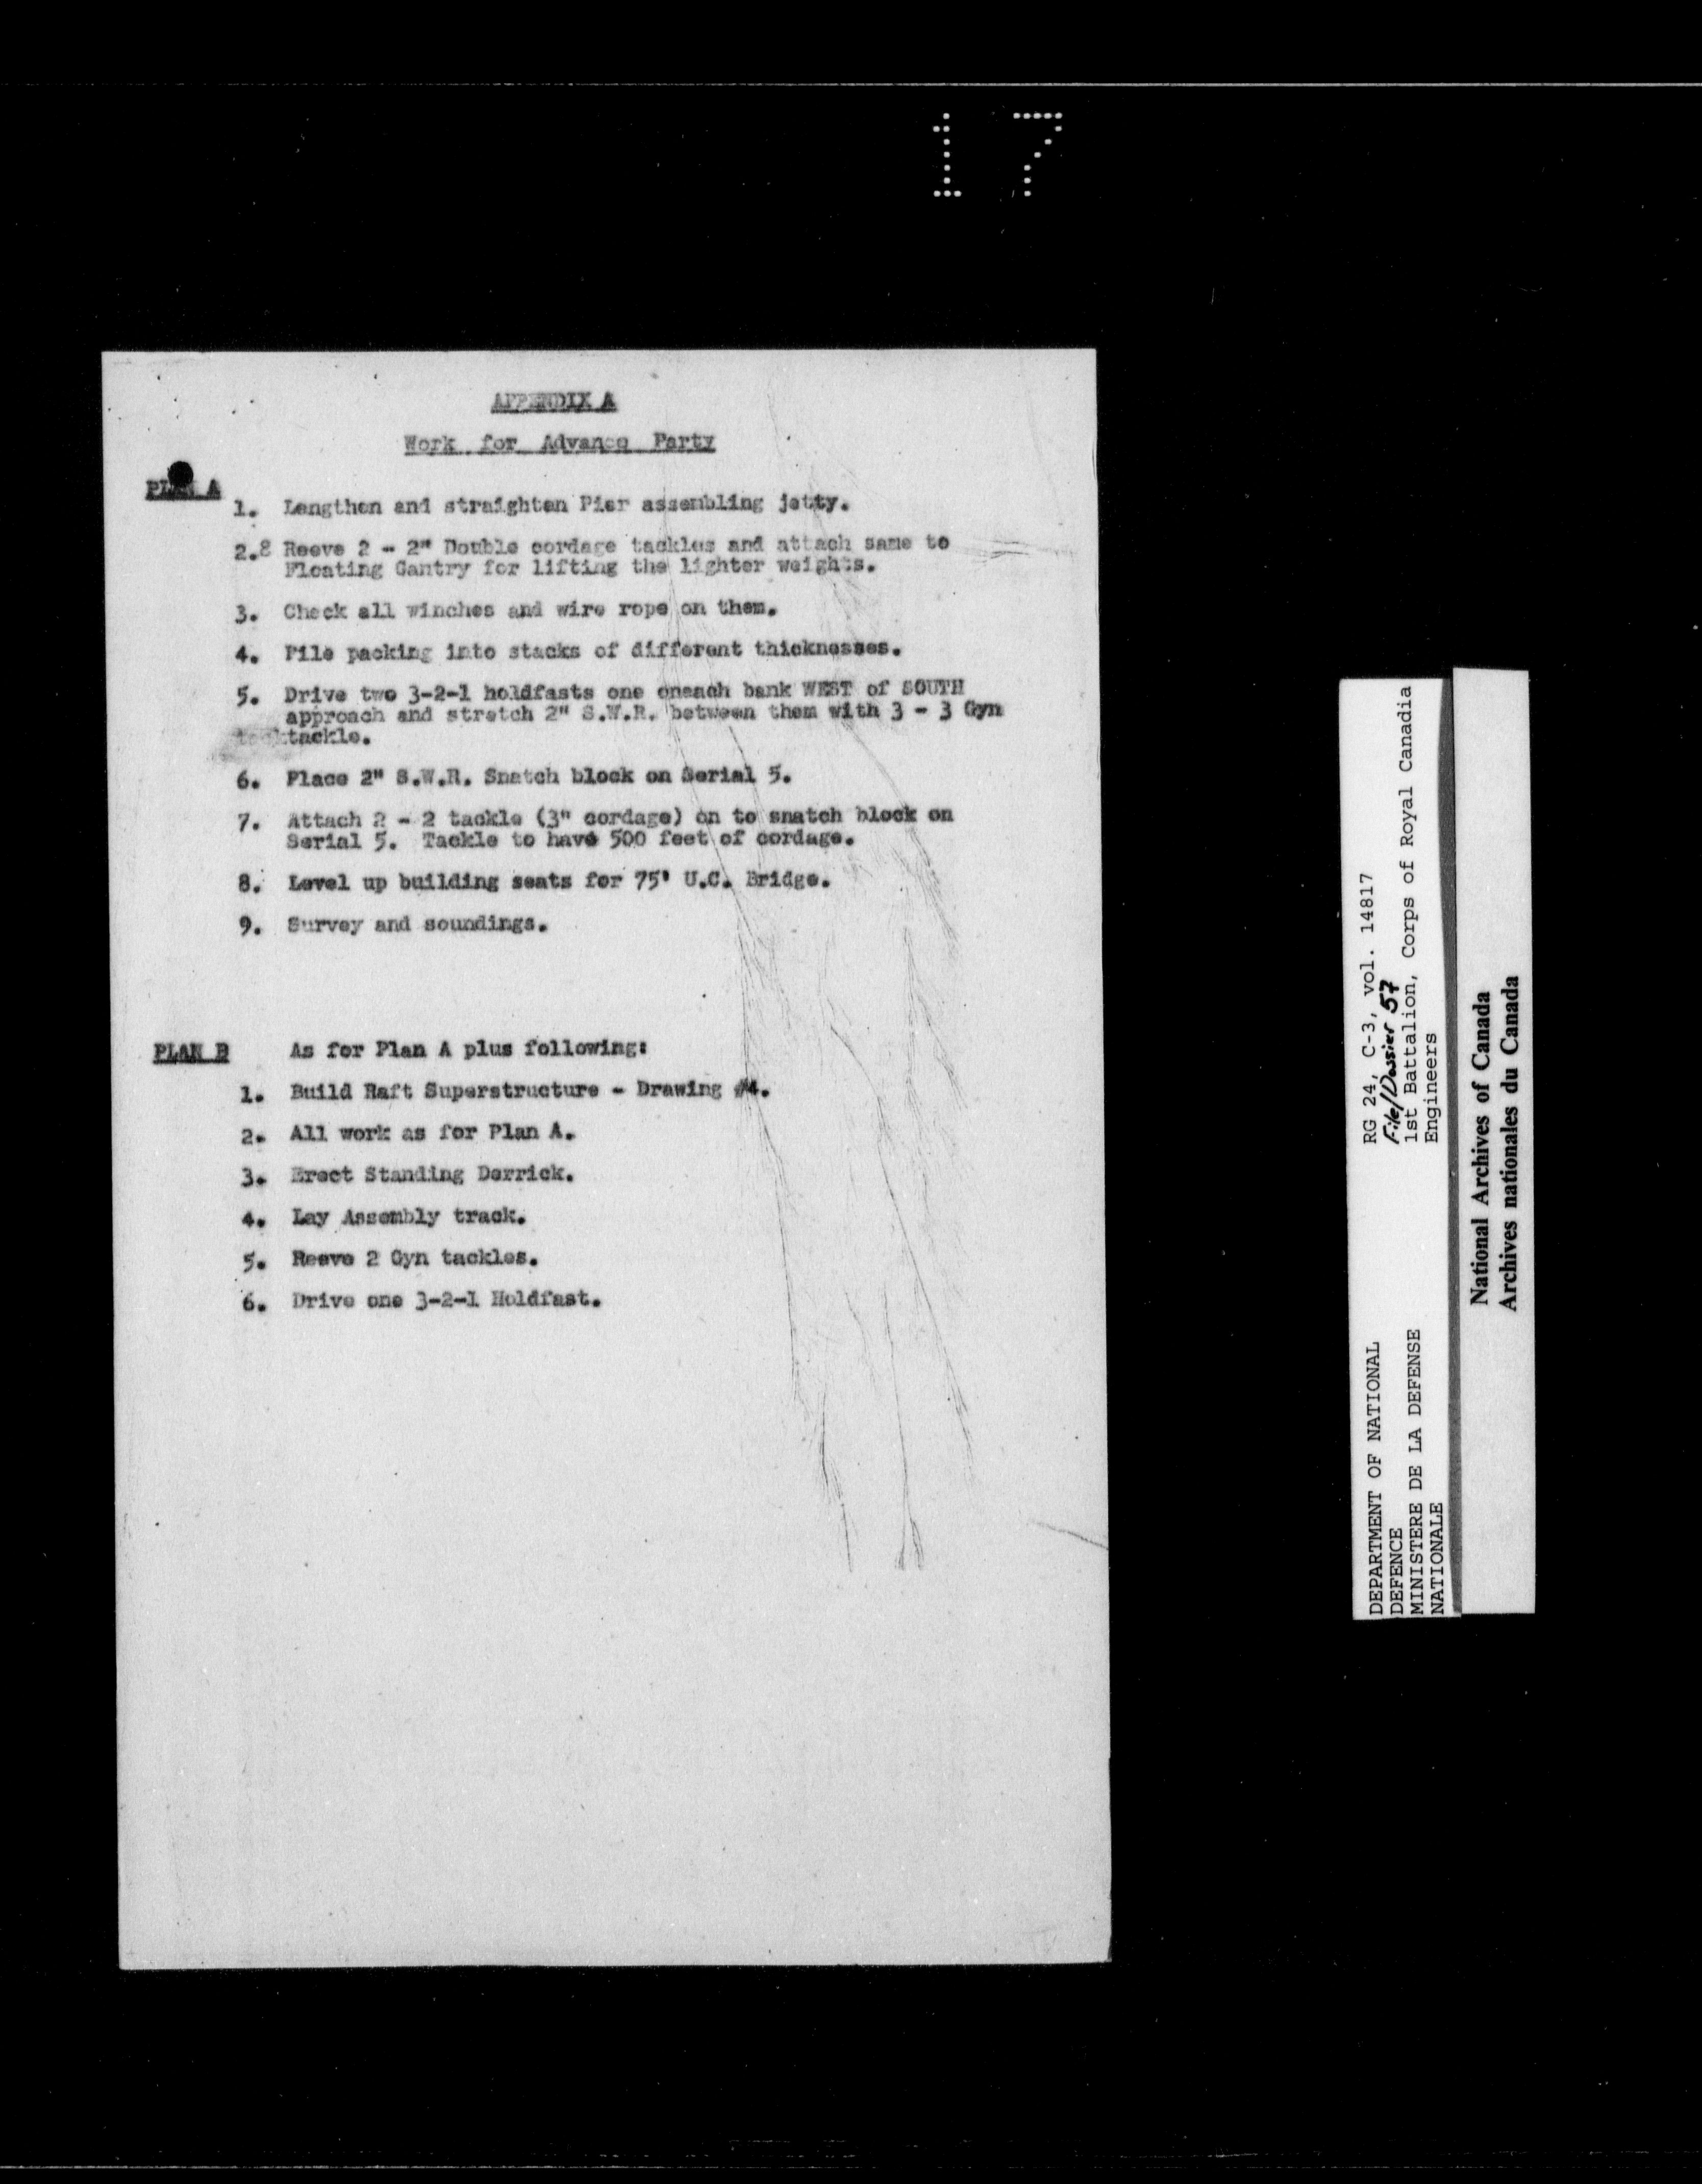 17
APPENDIX A
Work for Advance Party
PLAN A
1. Lengthen and straighten Pier assembling jetty.
2.8 Reeve 2 - 2" Double cordage tackles and attach same to
Floating Gantry for lifting the lighter weights.
3. Check all winches and wire rope on them.
4. Pile packing into stacks of different thicknesses.
5. Drive two 3-2-1 holdfasts one oneach bank WEST of SOUTH
approach and stretch 2" S.W.R. between them with 3 - 3 Gyn
tackle.
6. Place 2" S.W.R. Snatch block on Serial 5.
7. Attach 2 - 2 tackle (3" cordage) on to snatch block on
Serial 5. Tackle to have 500 feet of cordage.
8. Level up building seats for 75' U.C. Bridge.
9. Survey and soundings.
PLAN B As for Plan A plus following:
1. Build Raft Superstructure - Drawing #4.
2. All work as for Plan A.
3. Erect Standing Derrick.
4. Lay Assembly track.
5. Reeve 2 Gyn tackles.
6. Drive one 3-2-1 Holdfast.
DEPARTMENT OF NATIONAL
DEFENCE
MINISTERE DE LA DEFENSE
NATIONALE
RG 24, C-3, vol. 14817
File/Dossier 57
1st Battalion, Corps of Royal Canadia
Engineers
National Archives of Canada
Archives nationales du Canada